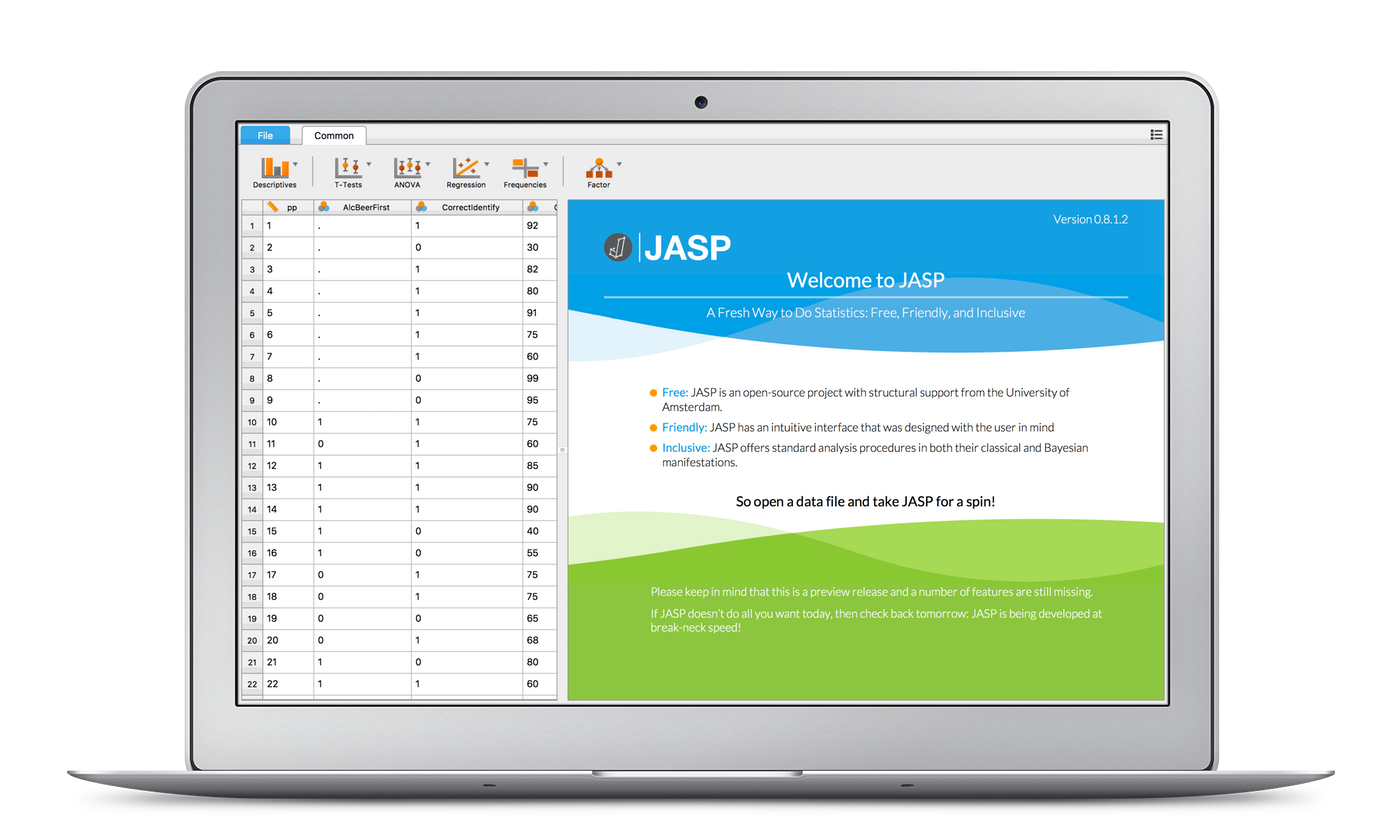 File Common
Descriptives T-Tests ANOVA Regression Frequencies Factor
pp AlcBeerFirst CorrectIdentify
1 1 . 1 92
2 2 . 0 30
3 3 . 1 82
4 4 . 1 80
5 5 . 1 91
6 6 . 1 75
7 7 . 1 60
8 8 . 0 99
9 9 . 0 95
10 10 1 1 75
11 11 0 1 60
12 12 1 1 85
13 13 1 1 90
14 14 1 1 90
15 15 1 0 40
16 16 1 0 55
17 17 0 1 75
18 18 0 1 75
19 19 0 0 65
20 20 0 1 68
21 21 1 0 80
22 22 1 1 60
Version 0.8.1.2
JASP
Welcome to JASP
A Fresh Way to Do Statistics: Free, Friendly, and Inclusive
Free: JASP is an open-source project with structural support from the University of
Amsterdam.
Friendly: JASP has an intuitive interface that was designed with the user in mind
Inclusive: JASP offers standard analysis procedures in both their classical and Bayesian
manifestations.
So open a data file and take JASP for a spin!
Please keep in mind that this is a preview release and a number of features are still missing.
If JASP doesn't do all you want today, then check back tomorrow: JASP is being developed at
break-neck speed!